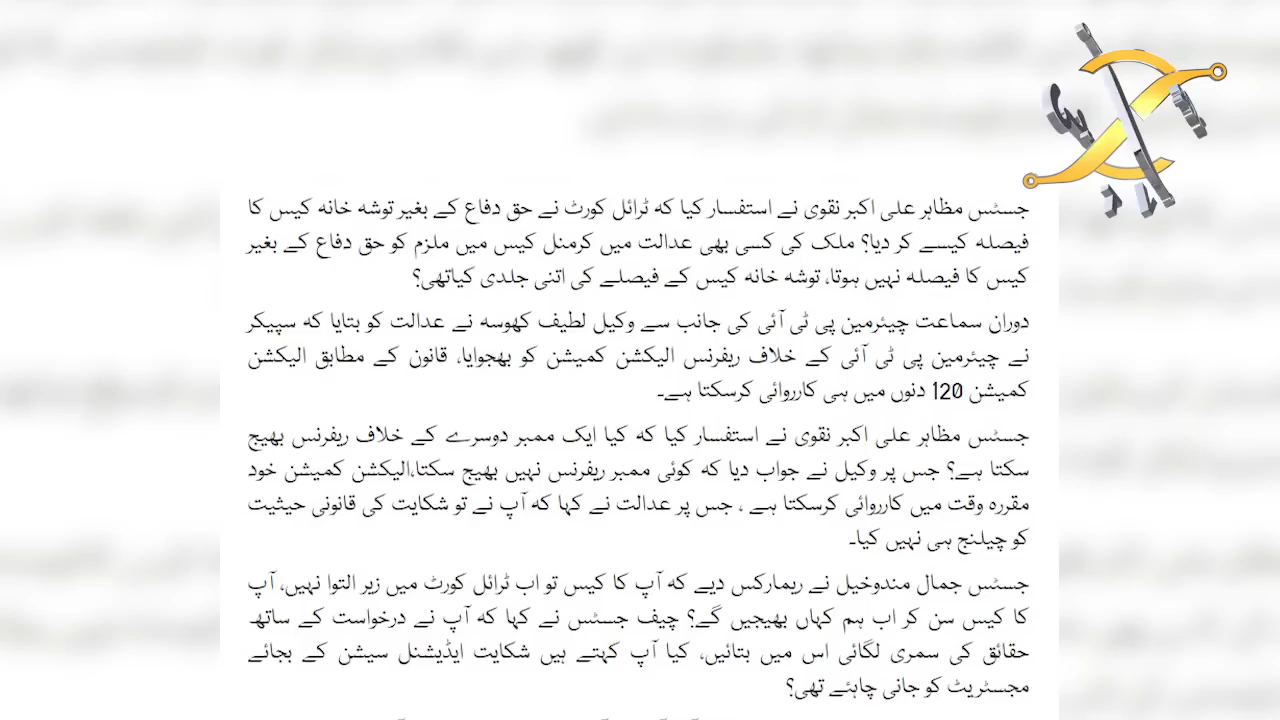 جسٹس مظاہر علی اکبر نقوی نے استفسار کیا کہ ٹرائل کورٹ نے حق دفاع کے بغیر توشہ خانہ کیس کا
فیصلہ کیسے کر دیا؟ ملک کی کسی بھی عدالت میں کرمنل کیس میں ملزم کو حق دفاع کے بغیر
کیس کا فیصلہ نہیں ہوتا، توشہ خانہ کیس کے فیصلے کی اتنی جلدی کیاتھی؟
دوران سماعت چیئرمین پی ٹی آئی کی جانب سے وکیل لطیف کھوسہ نے عدالت کو بتایا کہ سپیکر
نے چیئرمین پی ٹی آئی کے خلاف ریفرنس الیکشن کمیشن کو بھجوایا، قانون کے مطابق الیکشن
کمیشن 120 دنوں میں ہی کارروائی کرسکتا ہے۔
جسٹس مظاہر علی اکبر نقوی نے استفسار کیا کہ کیا ایک ممبر دوسرے کے خلاف ریفرنس بھیج
سکتا ہے؟ جس پر وکیل نے جواب دیا کہ کوئی ممبر ریفرنس نہیں بھیج سکتا،الیکشن کمیشن خود
مقررہ وقت میں کارروائی کرسکتا ہے ، جس پر عدالت نے کہا کہ آپ نے تو شکایت کی قانونی حیثیت
کو چیلنج ہی نہیں کیا۔
جسٹس جمال مندوخیل نے ریمارکس دیے کہ آپ کا کیس تو اب ٹرائل کورٹ میں زیر التوا نہیں، آپ
کا کیس سن کر اب ہم کہاں بھیجیں گے؟ چیف جسٹس نے کہا کہ آپ نے درخواست کے ساتھ
حقائق کی سمری لگائی اس میں بتائیں، کیا آپ کہتے ہیں شکایت ایڈیشنل سیشن کے بجائے
مجسٹریٹ کو جانی چاہئے تھی؟